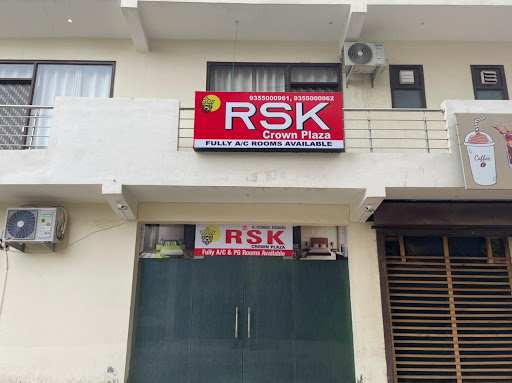 9355000961, 9355000962
RSK
Crown Plaza
FULLY A/C ROOMS AVAILABLE
Coffee
RSK
CROWN PLAZA
Fully A/C & PG Rooms Available